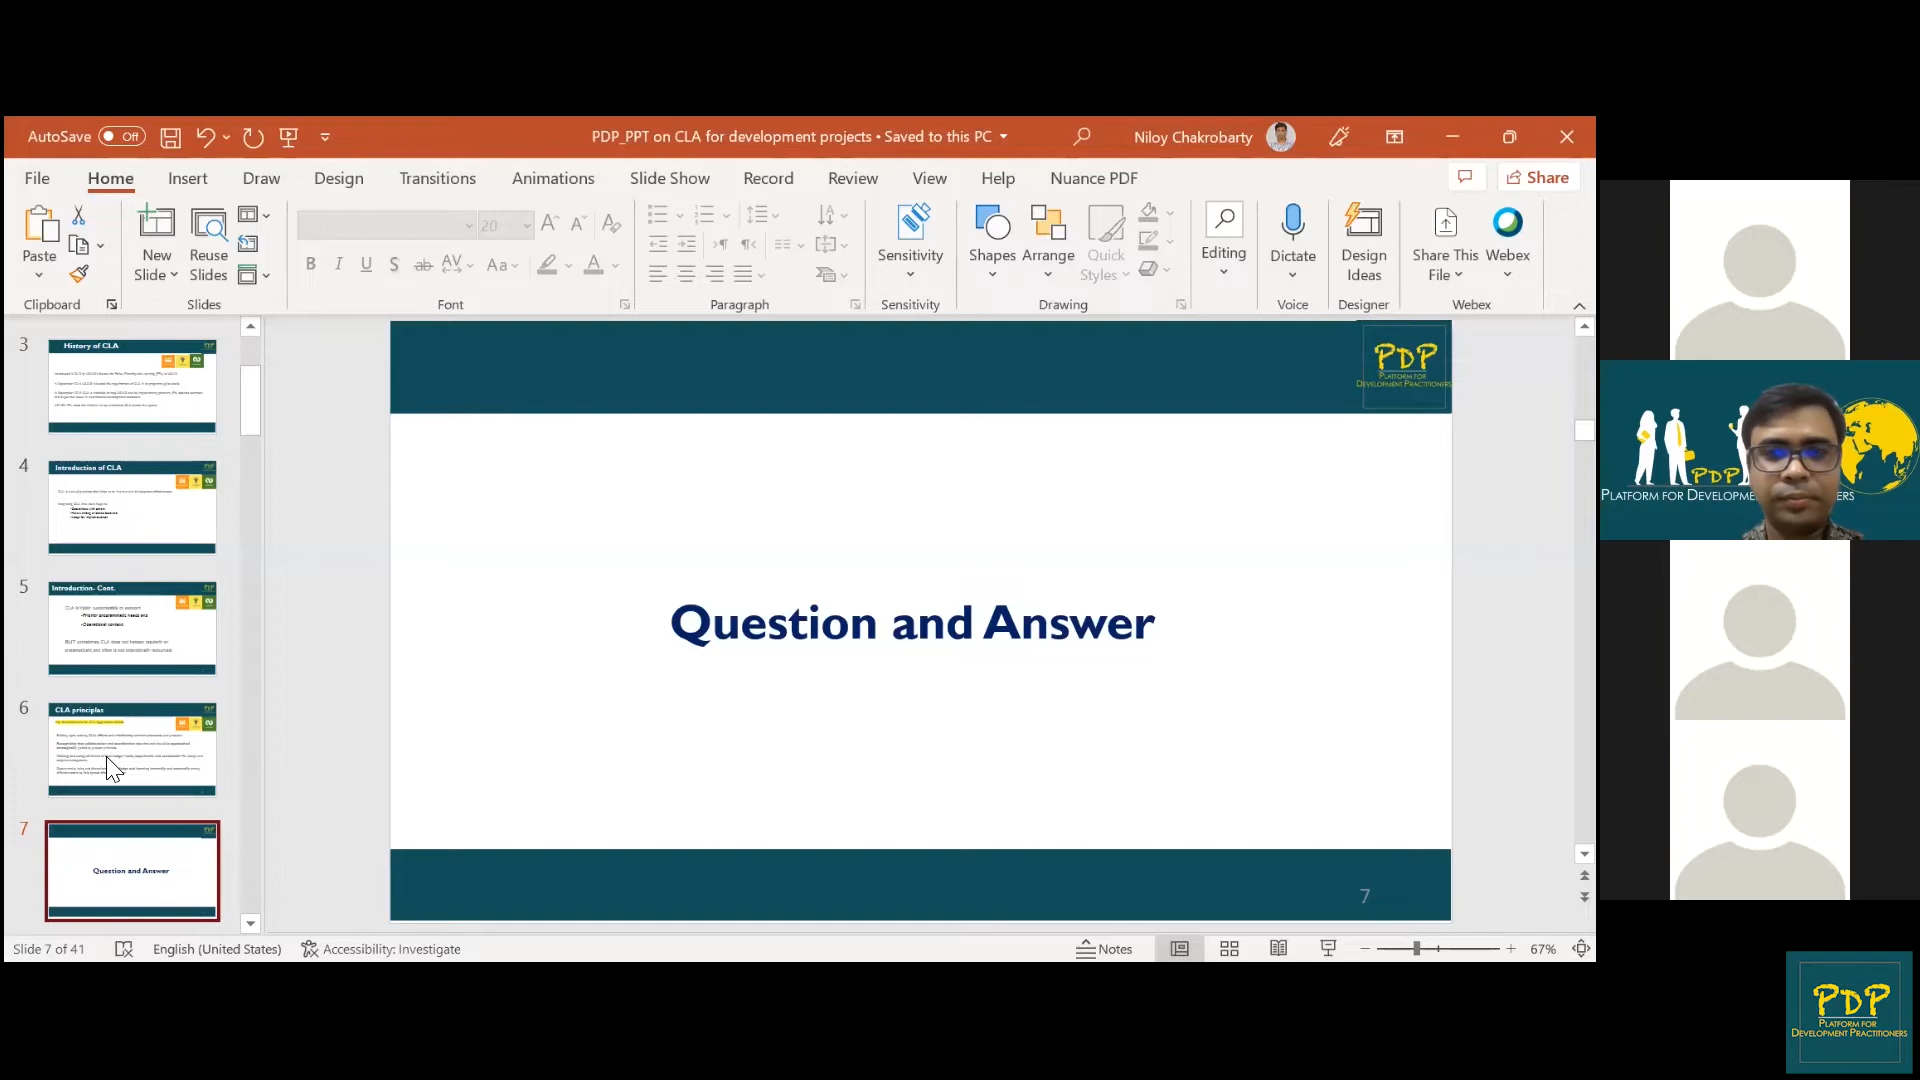 AutoSave Off PDP_PPT on CLA for development projects • Saved to this PC Niloy Chakrobarty
File Home Insert Draw Design Transitions Animations Slide Show Record Review View Help Nuance PDF Share
Paste New Slide Reuse Slides 20 Sensitivity Shapes Arrange Quick Styles Editing Dictate Design Ideas Share This File Webex
Clipboard Slides Font Paragraph Sensitivity Drawing Voice Designer Webex
3
History of CLA
4
Introduction of CLA
5
Introduction- Cont.
6
CLA principles
7
Question and Answer
PDP
PLATFORM FOR
DEVELOPMENT PRACTITIONERS
Question and Answer
7
Slide 7 of 41 English (United States) Accessibility: Investigate Notes 67%
PDP
PLATFORM FOR
PDP
PLATFORM FOR
DEVELOPMENT PRACTITIONERS